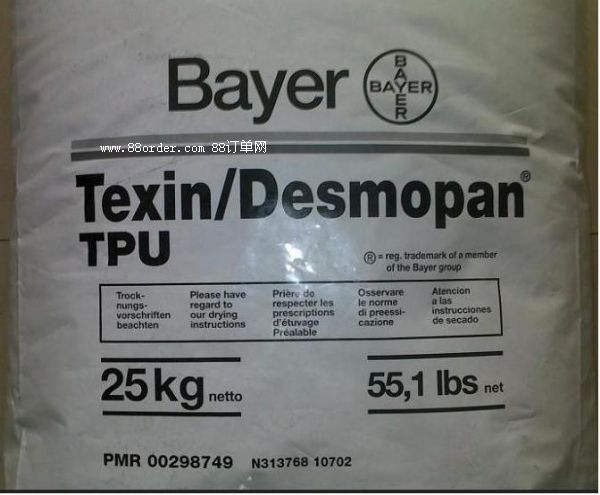 Bayer
BAYER
BAYER
www.88order.com 88订单网
Texin/Desmopan®
TPU
® = reg. trademark of a member
of the Bayer group
Trock-
nungs-
vorschriften
beachten
Please have
regard to
our drying
instructions
Prière de
respecter les
prescriptions
d'étuvage
Préalable
Osservare
le norme
di preessi-
cazione
Atencion
a las
instrucciones
de secado
25kg netto
55,1 lbs net
PMR 00298749 N313768 10702